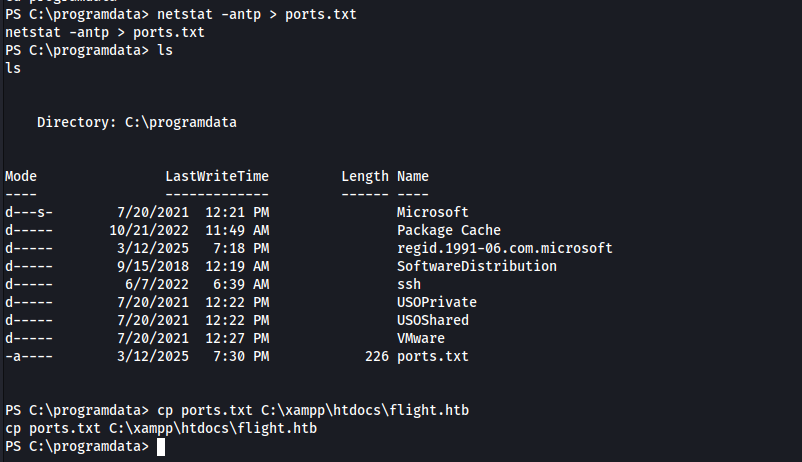 PS C:\programdata> netstat -antp > ports.txt
netstat -antp > ports.txt
PS C:\programdata> ls
ls
Directory: C:\programdata
Mode LastWriteTime Length Name
---- ------------- ------ ----
d---s- 7/20/2021 12:21 PM Microsoft
d----- 10/21/2022 11:49 AM Package Cache
d----- 3/12/2025 7:18 PM regid.1991-06.com.microsoft
d----- 9/15/2018 12:19 AM SoftwareDistribution
d----- 6/7/2022 6:39 AM ssh
d----- 7/20/2021 12:22 PM USOPrivate
d----- 7/20/2021 12:22 PM USOShared
d----- 7/20/2021 12:27 PM VMware
-a---- 3/12/2025 7:30 PM 226 ports.txt
PS C:\programdata> cp ports.txt C:\xampp\htdocs\flight.htb
cp ports.txt C:\xampp\htdocs\flight.htb
PS C:\programdata>